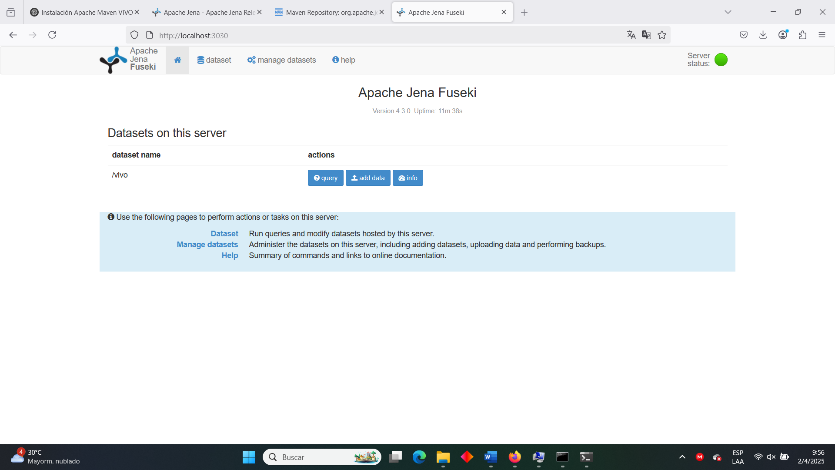 Instalación Apache Maven VIVO
Apache Jena - Apache Jena Rele
Maven Repository: org.apache.j
Apache Jena Fuseki
http://localhost:3030
Apache
Jena
Fuseki
dataset
manage datasets
help
Server
status:
Apache Jena Fuseki
Version 4.3.0. Uptime: 11m 38s
Datasets on this server
dataset name
actions
/vivo
query
add data
info
Use the following pages to perform actions or tasks on this server:
Dataset
Run queries and modify datasets hosted by this server.
Manage datasets
Administer the datasets on this server, including adding datasets, uploading data and performing backups.
Help
Summary of commands and links to online documentation.
4
30°C
Mayorm. nublado
Buscar
ESP
LAA
9:56
2/4/2025